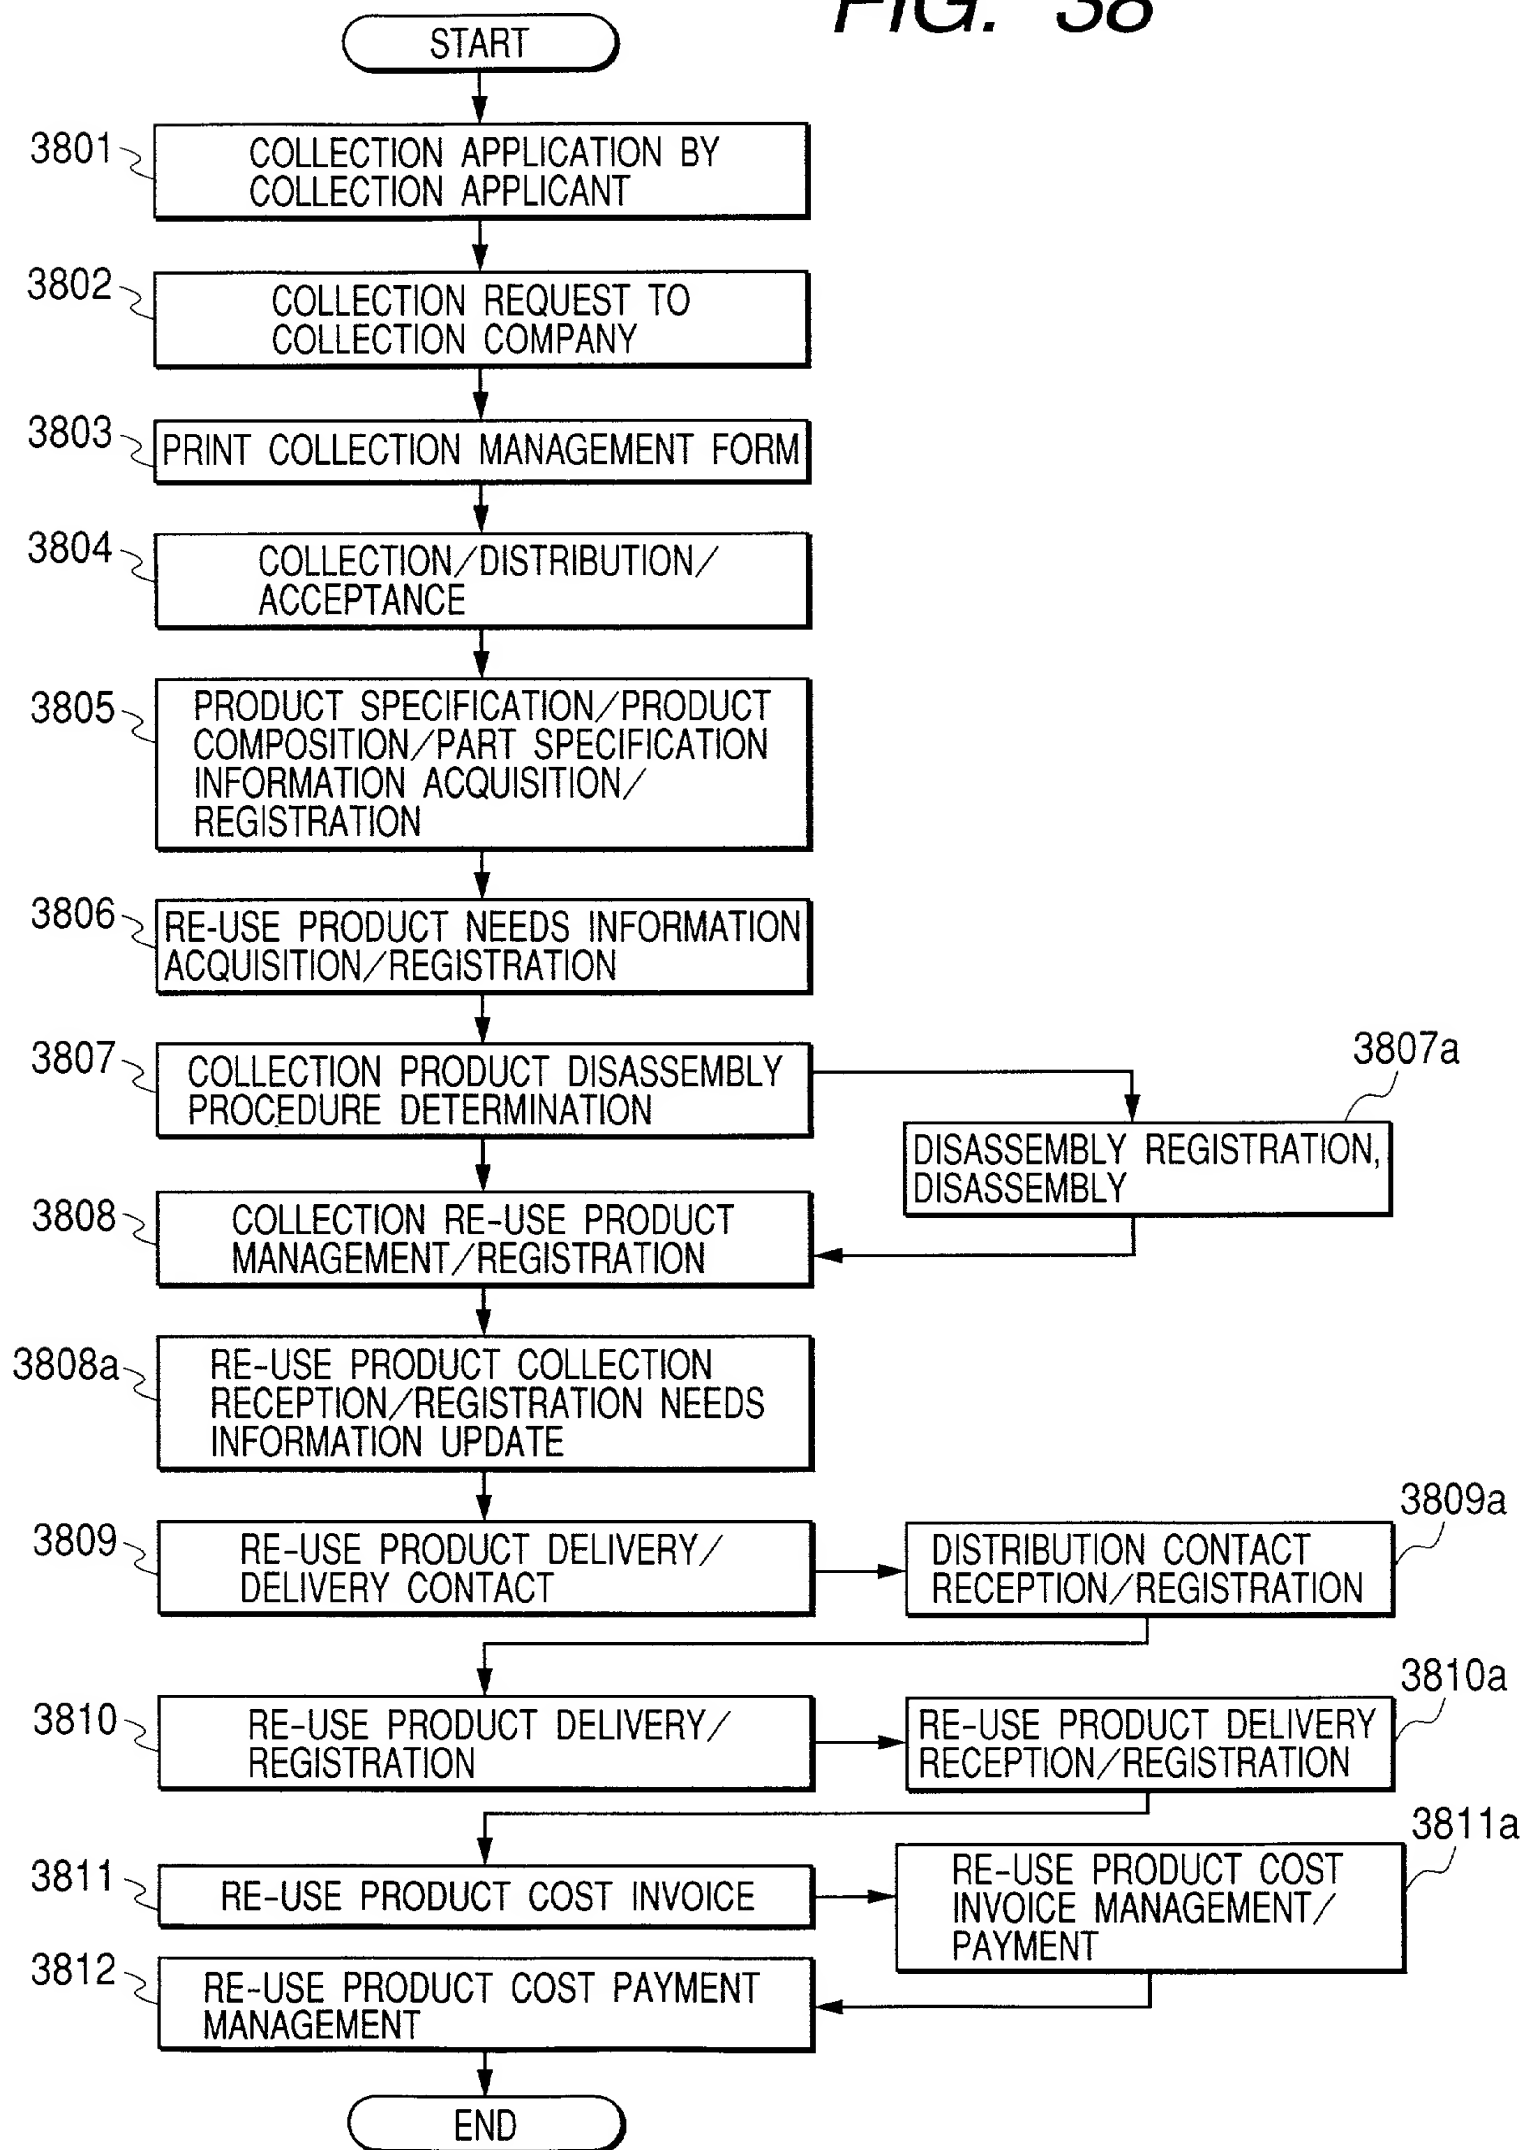 FIG. 38
START
3801
COLLECTION APPLICATION BY
COLLECTION APPLICANT
3802
COLLECTION REQUEST TO
COLLECTION COMPANY
3803
PRINT COLLECTION MANAGEMENT FORM
3804
COLLECTION/DISTRIBUTION/
ACCEPTANCE
3805
PRODUCT SPECIFICATION/PRODUCT
COMPOSITION/PART SPECIFICATION
INFORMATION ACQUISITION/
REGISTRATION
3806
RE-USE PRODUCT NEEDS INFORMATION
ACQUISITION/REGISTRATION
3807
COLLECTION PRODUCT DISASSEMBLY
PROCEDURE DETERMINATION
3807a
DISASSEMBLY REGISTRATION,
DISASSEMBLY
3808
COLLECTION RE-USE PRODUCT
MANAGEMENT/REGISTRATION
3808a
RE-USE PRODUCT COLLECTION
RECEPTION/REGISTRATION NEEDS
INFORMATION UPDATE
3809
RE-USE PRODUCT DELIVERY/
DELIVERY CONTACT
3809a
DISTRIBUTION CONTACT
RECEPTION/REGISTRATION
3810
RE-USE PRODUCT DELIVERY/
REGISTRATION
3810a
RE-USE PRODUCT DELIVERY
RECEPTION/REGISTRATION
3811
RE-USE PRODUCT COST INVOICE
3811a
RE-USE PRODUCT COST
INVOICE MANAGEMENT/
PAYMENT
3812
RE-USE PRODUCT COST PAYMENT
MANAGEMENT
END